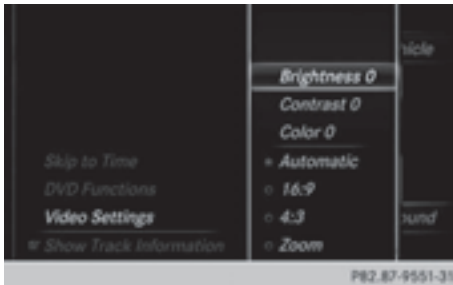 Brightness 0
Contrast 0
Color 0
Automatic
16:9
4:3
Zoom
Skip to Time
DVD Functions
Video Settings
Show Track Information
P82.87-9551-31